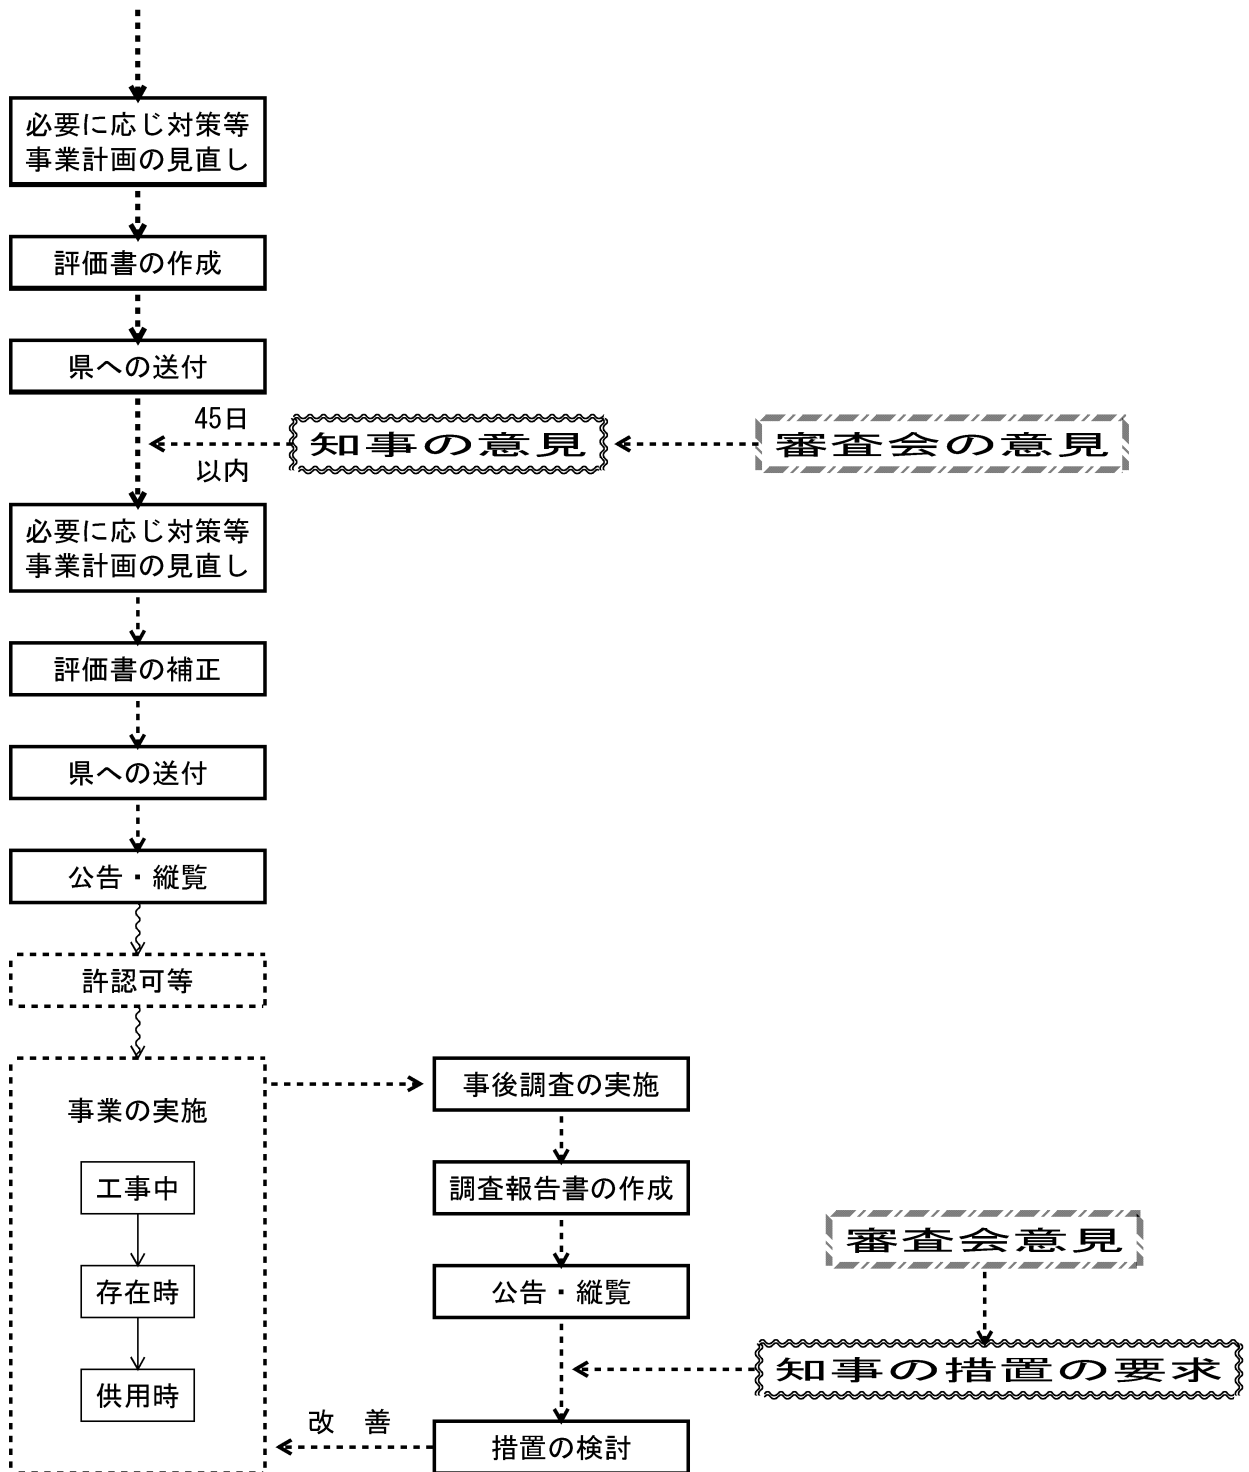 必要に応じ対策等
事業計画の見直し
評価書の作成
県への送付
45日
以内
知事の意見
審査会の意見
必要に応じ対策等
事業計画の見直し
評価書の補正
県への送付
公告・縦覧
許認可等
事業の実施
工事中
存在時
供用時
事後調査の実施
調査報告書の作成
公告・縦覧
審査会意見
知事の措置の要求
改　善
措置の検討